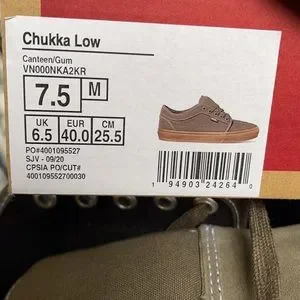 Chukka Low
Canteen/Gum
VN000NKA2KR
7.5 M
UK EUR CM
6.5 40.0 25.5
PO#4001095527
SJV - 09/20
CPSIA PO/CUT#
400109552700030
1 94903 24264 0